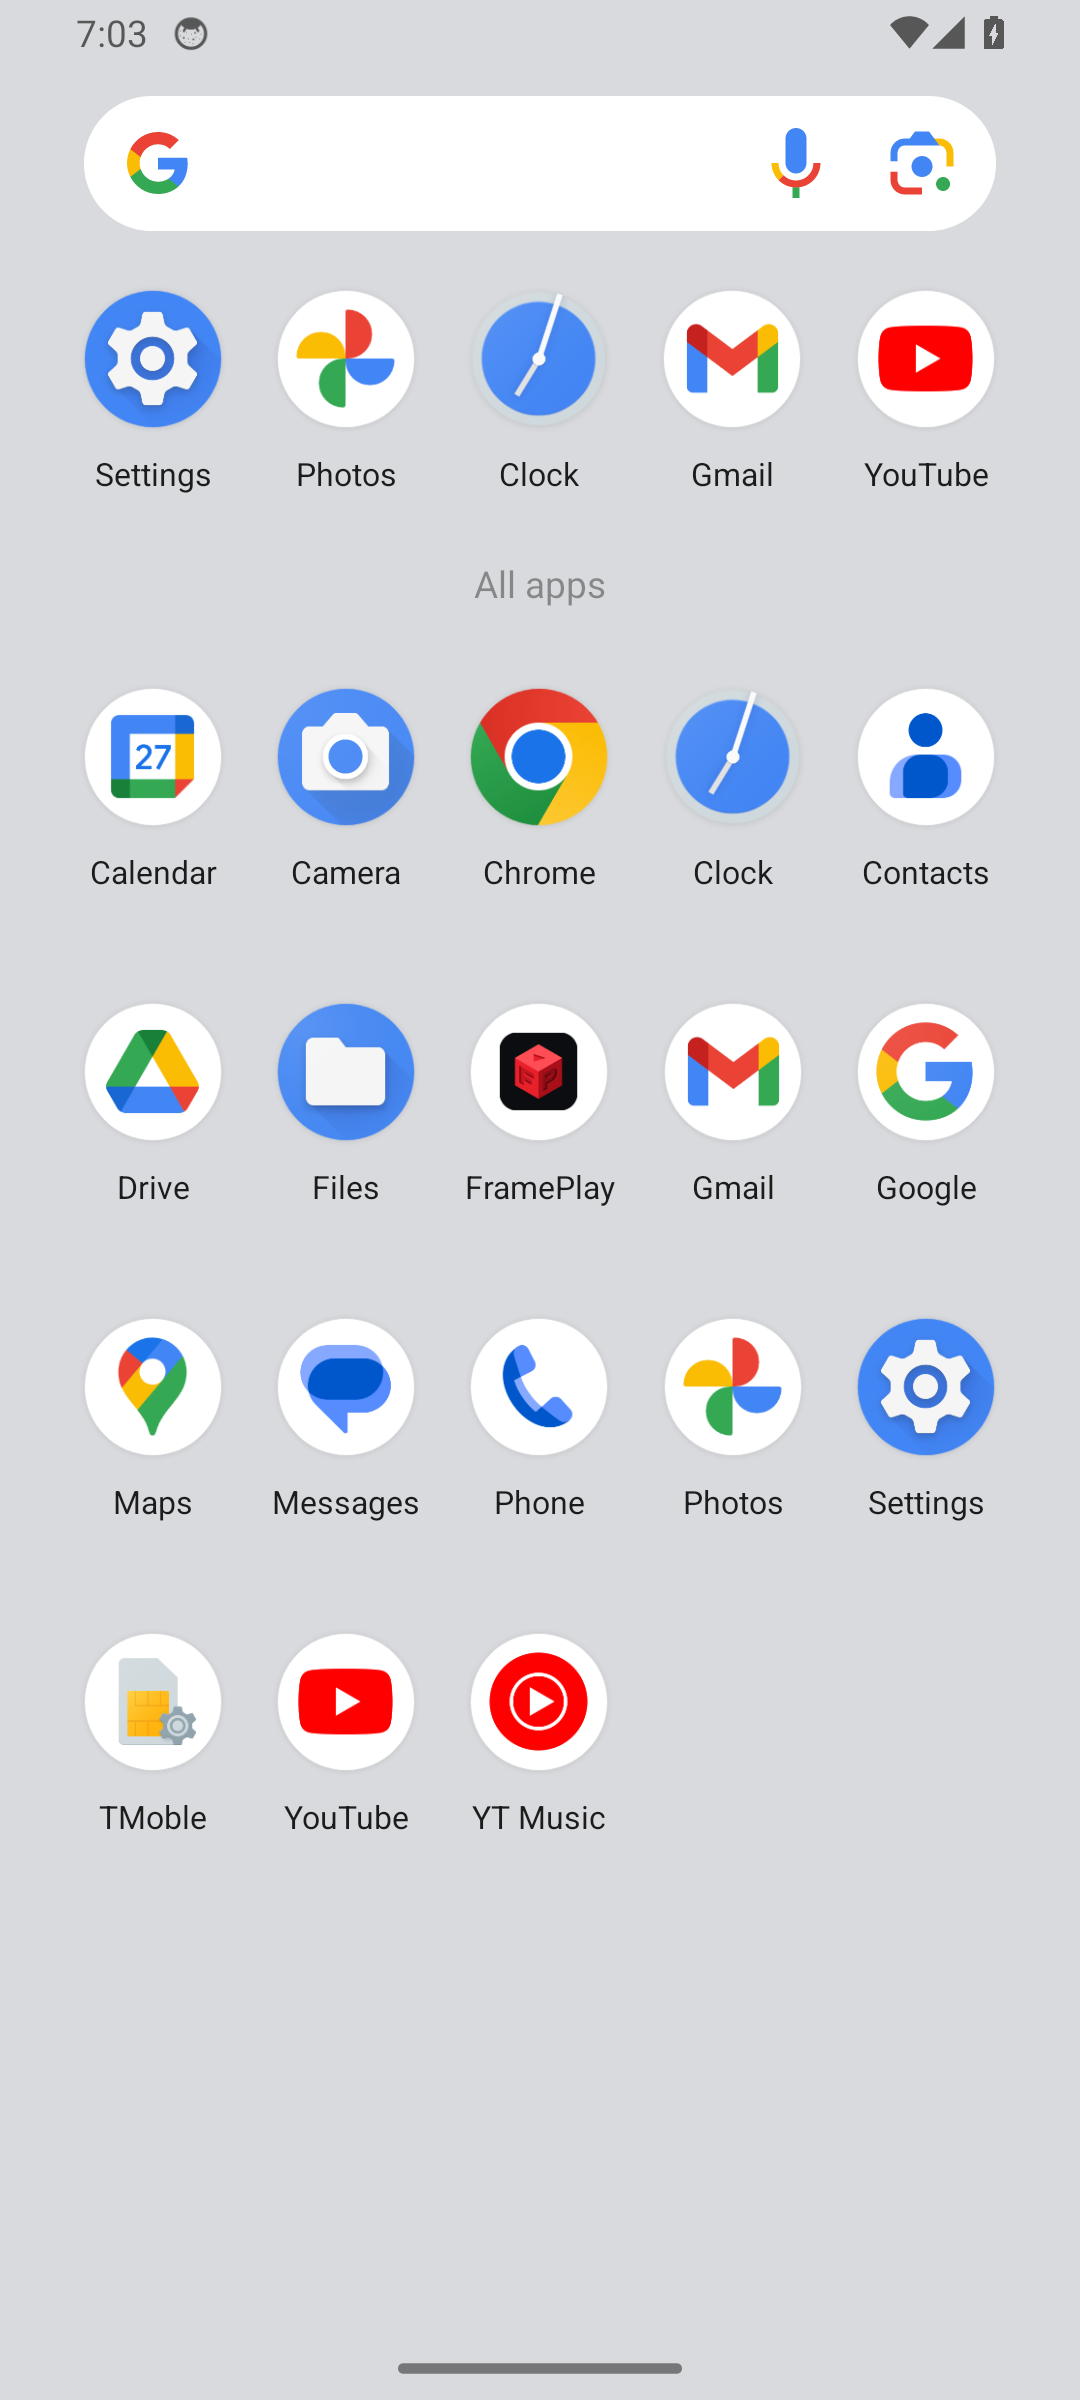 7:03
Settings Photos Clock Gmail YouTube
All apps
27
Calendar Camera Chrome Clock Contacts
Drive Files FramePlay Gmail Google
Maps Messages Phone Photos Settings
TMoble YouTube YT Music